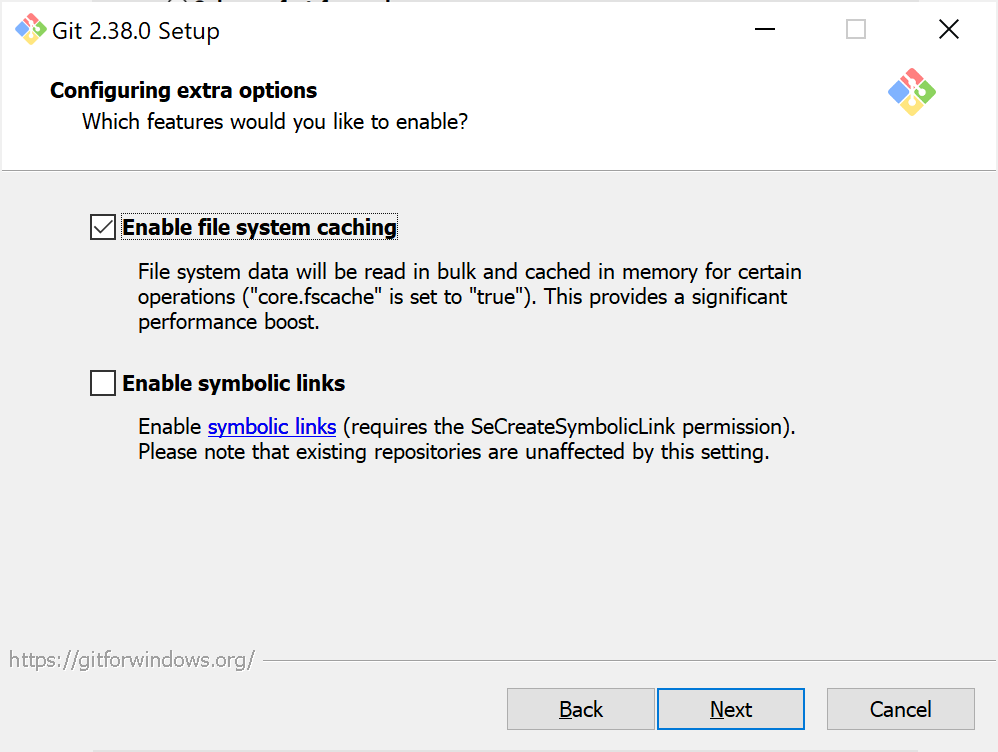 Git 2.38.0 Setup
Configuring extra options
Which features would you like to enable?
Enable file system caching
File system data will be read in bulk and cached in memory for certain
operations ("core.fscache" is set to "true"). This provides a significant
performance boost.
Enable symbolic links
Enable symbolic links (requires the SeCreateSymbolicLink permission).
Please note that existing repositories are unaffected by this setting.
https://gitforwindows.org/
Back
Next
Cancel